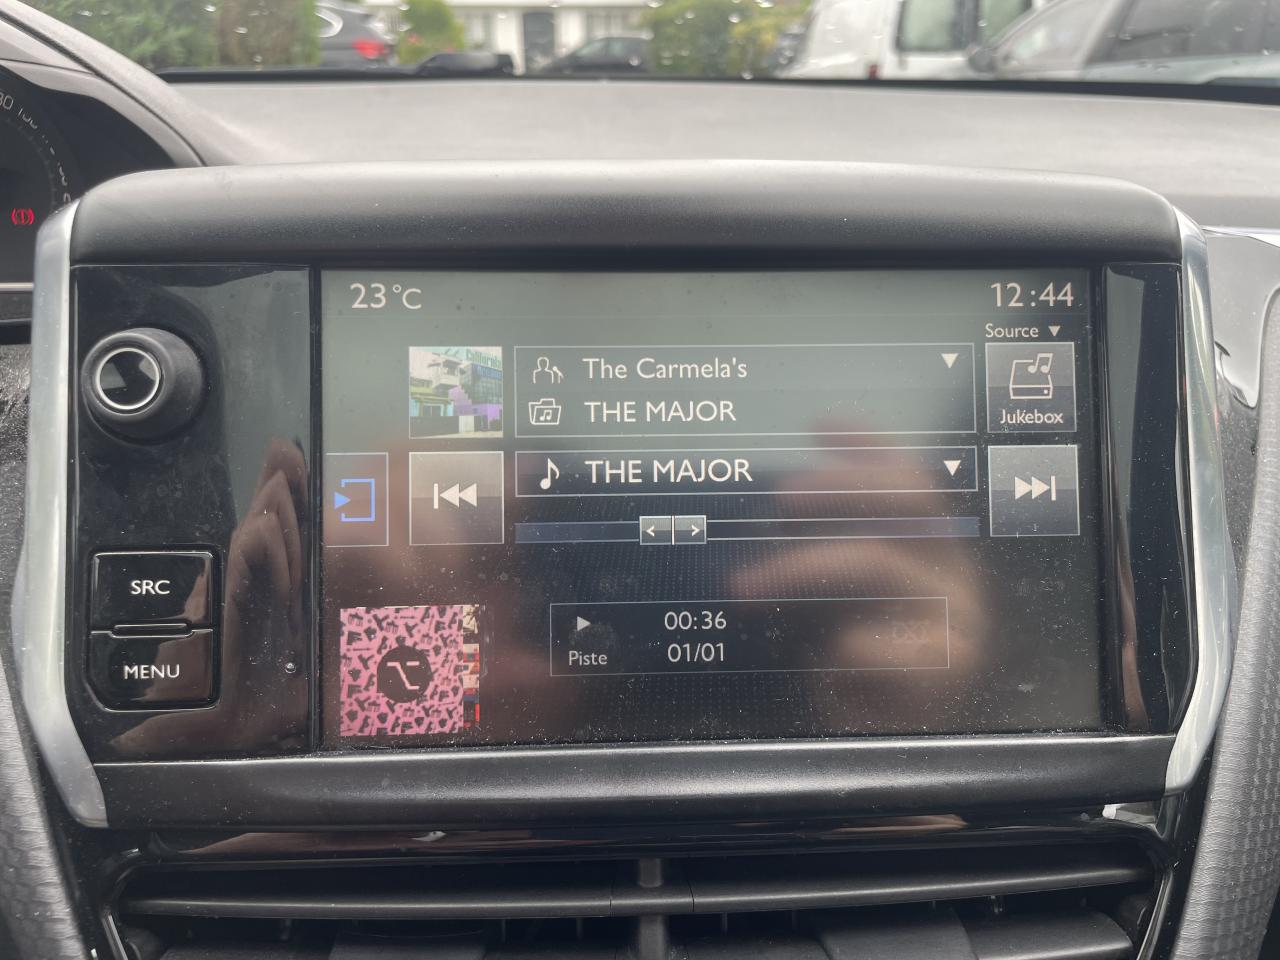 23°C
12:44
Source
The Carmela's
THE MAJOR
Jukebox
THE MAJOR
SRC
MENU
00:36
Piste
01/01